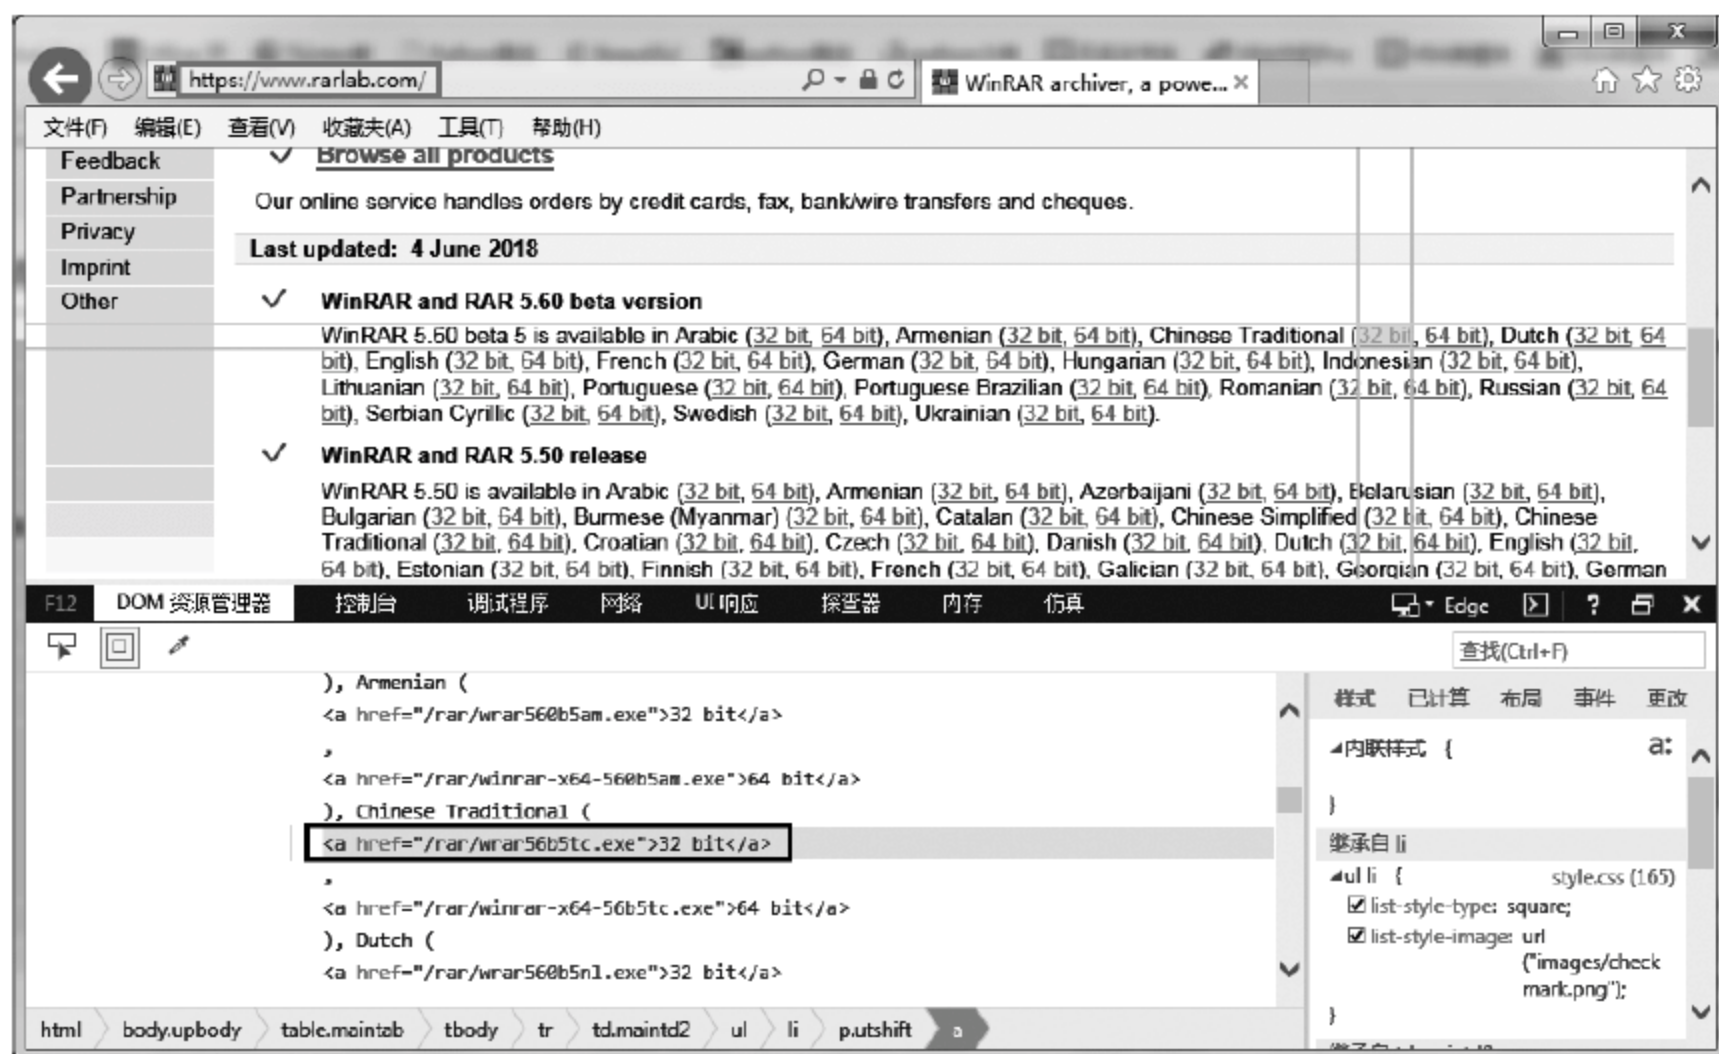 https://www.rarlab.com/
WinRAR archiver, a powe...
文件(F) 编辑(E) 查看(V) 收藏夹(A) 工具(T) 帮助(H)
Feedback
Partnership
Privacy
Imprint
Other
Browse all products
Our online service handles orders by credit cards, fax, bank/wire transfers and cheques.
Last updated: 4 June 2018
WinRAR and RAR 5.60 beta version
WinRAR 5.60 beta 5 is available in Arabic (32 bit, 64 bit), Armenian (32 bit, 64 bit), Chinese Traditional (32 bit, 64 bit), Dutch (32 bit, 64
bit), English (32 bit, 64 bit), French (32 bit, 64 bit), German (32 bit, 64 bit), Hungarian (32 bit, 64 bit), Indonesian (32 bit, 64 bit),
Lithuanian (32 bit, 64 bit), Portuguese (32 bit, 64 bit), Portuguese Brazilian (32 bit, 64 bit), Romanian (32 bit, 64 bit), Russian (32 bit, 64
bit), Serbian Cyrillic (32 bit, 64 bit), Swedish (32 bit, 64 bit), Ukrainian (32 bit, 64 bit).
WinRAR and RAR 5.50 release
WinRAR 5.50 is available in Arabic (32 bit, 64 bit), Armenian (32 bit, 64 bit), Azerbaijani (32 bit, 64 bit), Belarusian (32 bit, 64 bit),
Bulgarian (32 bit, 64 bit), Burmese (Myanmar) (32 bit, 64 bit), Catalan (32 bit, 64 bit), Chinese Simplified (32 bit, 64 bit), Chinese
Traditional (32 bit, 64 bit), Croatian (32 bit, 64 bit), Czech (32 bit, 64 bit), Danish (32 bit, 64 bit), Dutch (32 bit, 64 bit), English (32 bit,
64 bit), Estonian (32 bit, 64 bit), Finnish (32 bit, 64 bit), French (32 bit, 64 bit), Galician (32 bit, 64 bit), Georgian (32 bit, 64 bit), German
F12 DOM 资源管理器 控制台 调试程序 网络 UI 响应 探查器 内存 仿真 Edge ?
查找(Ctrl+F)
), Armenian (
<a href="/rar/wrar560b5am.exe">32 bit</a>
,
<a href="/rar/winrar-x64-560b5am.exe">64 bit</a>
), Chinese Traditional (
<a href="/rar/wrar56b5tc.exe">32 bit</a>
,
<a href="/rar/winrar-x64-56b5tc.exe">64 bit</a>
), Dutch (
<a href="/rar/wrar560b5nl.exe">32 bit</a>
样式 已计算 布局 事件 更改
内联样式 { a:
}
继承自 li
ul li { style.css (165)
list-style-type: square;
list-style-image: url
("images/check
mark.png");
}
html body.upbody table.maintab tbody tr td.maintd2 ul li p.utshift a